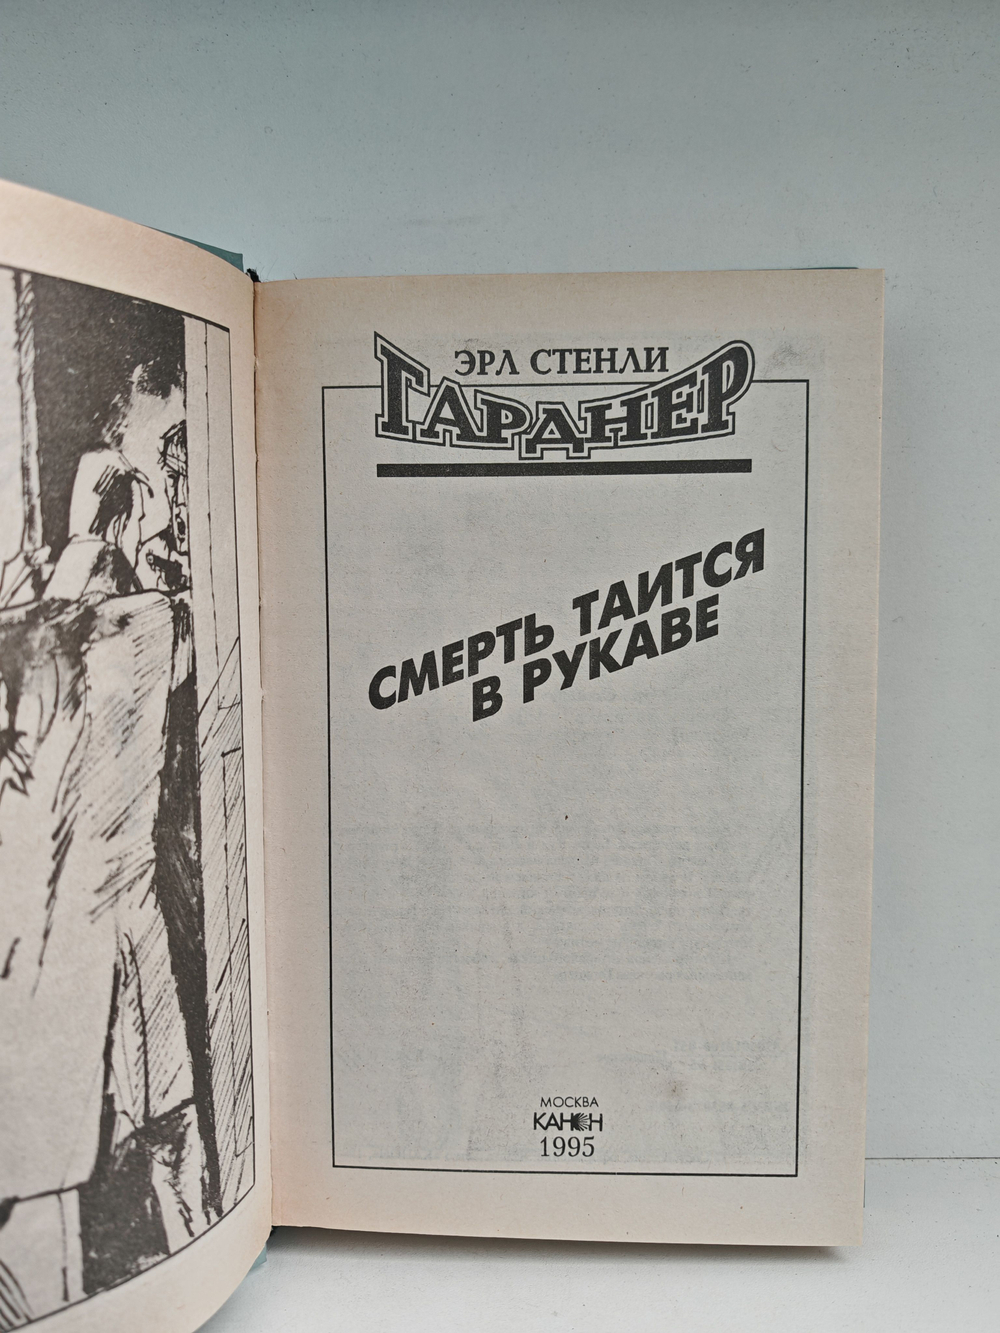 ЭРЛ СТЕНЛИ
ГАРДНЕР
СМЕРТЬ ТАИТСЯ
В РУКАВЕ
МОСКВА
КАНОН
1995